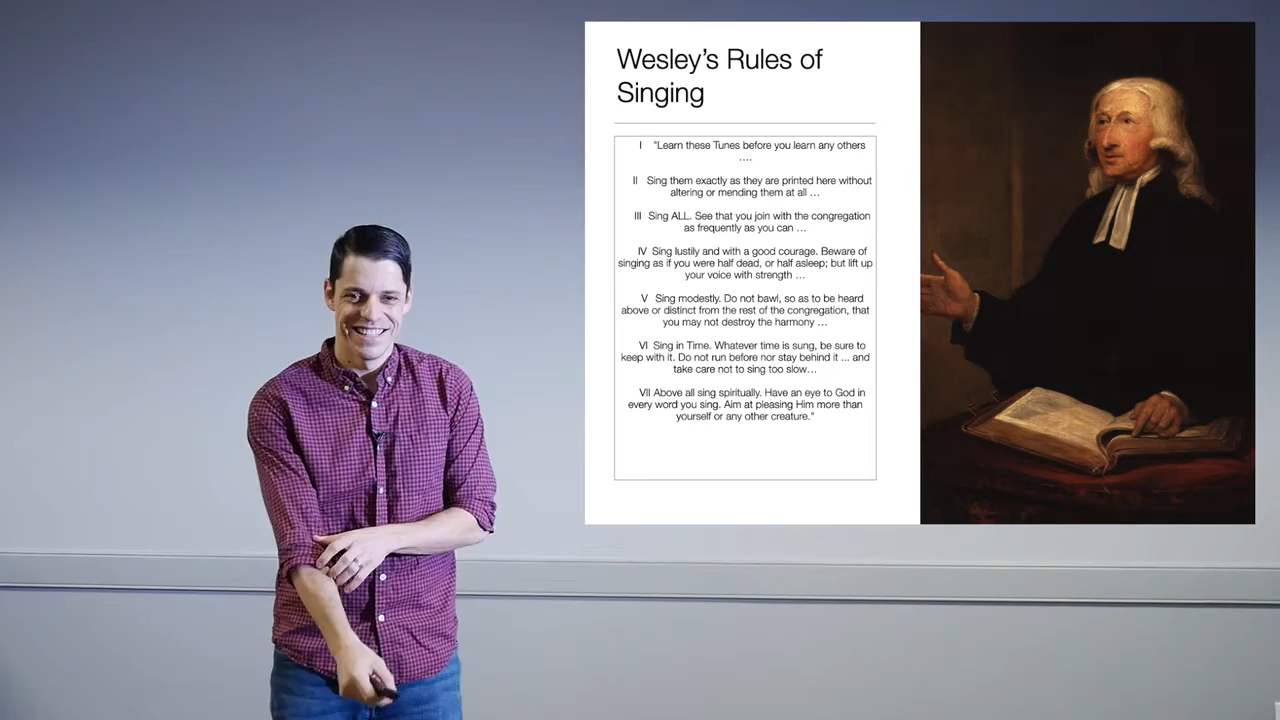 Wesley's Rules of
Singing
I "Learn these Tunes before you learn any others
....
II Sing them exactly as they are printed here without
altering or mending them at all ...
III Sing ALL. See that you join with the congregation
as frequently as you can ...
IV Sing lustily and with a good courage. Beware of
singing as if you were half dead, or half asleep; but lift up
your voice with strength ...
V Sing modestly. Do not bawl, so as to be heard
above or distinct from the rest of the congregation, that
you may not destroy the harmony ...
VI Sing in Time. Whatever time is sung, be sure to
keep with it. Do not run before nor stay behind it ... and
take care not to sing too slow...
VII Above all sing spiritually. Have an eye to God in
every word you sing. Aim at pleasing Him more than
yourself or any other creature."